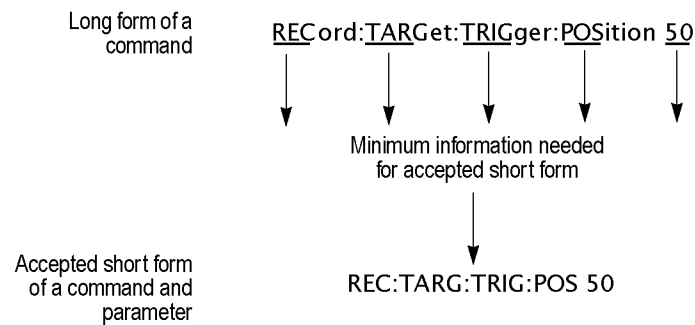 Long form of a
command
RECord:TARGet:TRIGger:POSition 50
Minimum information needed
for accepted short form
Accepted short form
of a command and
parameter
REC:TARG:TRIG:POS 50